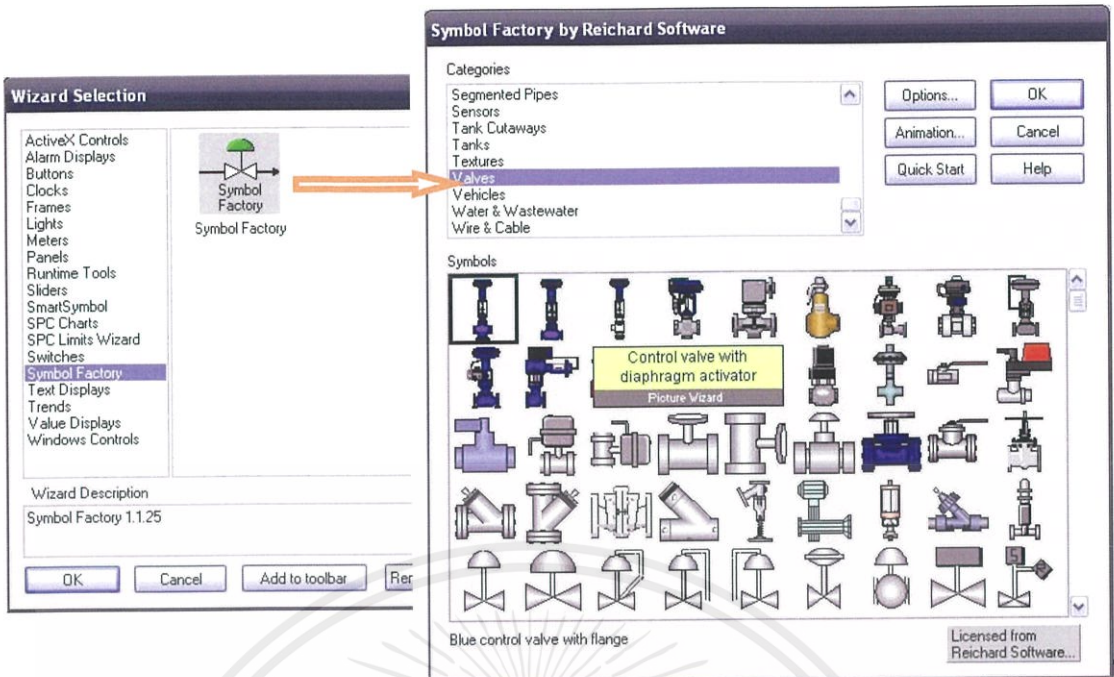 Wizard Selection
ActiveX Controls
Alarm Displays
Buttons
Clocks
Frames
Lights
Meters
Panels
Runtime Tools
Sliders
SmartSymbol
SPC Charts
SPC Limits Wizard
Switches
Symbol Factory
Text Displays
Trends
Value Displays
Windows Controls
Symbol
Factory
Symbol Factory
Wizard Description
Symbol Factory 1.1.25
OK
Cancel
Add to toolbar
Symbol Factory by Reichard Software
Categories
Segmented Pipes
Sensors
Tank Cutaways
Tanks
Textures
Valves
Vehicles
Water & Wastewater
Wire & Cable
Options...
OK
Animation...
Cancel
Quick Start
Help
Symbols
Control valve with
diaphragm activator
Picture Wizard
Blue control valve with flange
Licensed from
Reichard Software...